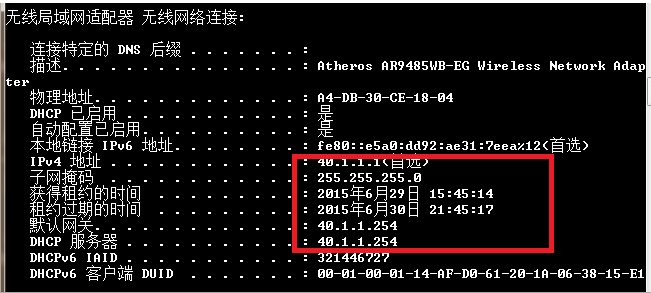 无线局域网适配器 无线网络连接:
连接特定的 DNS 后缀 . . . . . . . :
描述. . . . . . . . . . . . . . . : Atheros AR9485WB-EG Wireless Network Adap
ter
物理地址. . . . . . . . . . . . . : A4-DB-30-CE-18-04
DHCP 已启用 . . . . . . . . . . . : 是
自动配置已启用. . . . . . . . . . : 是
本地链接 IPv6 地址. . . . . . . . : fe80::e5a0:dd92:ae31:7eea%12(首选)
IPv4 地址 . . . . . . . . . . . . : 40.1.1.1(首选)
子网掩码 . . . . . . . . . . . . : 255.255.255.0
获得租约的时间 . . . . . . . . . : 2015年6月29日 15:45:14
租约过期的时间 . . . . . . . . . : 2015年6月30日 21:45:17
默认网关. . . . . . . . . . . . . : 40.1.1.254
DHCP 服务器 . . . . . . . . . . . : 40.1.1.254
DHCPv6 IAID . . . . . . . . . . . : 321446727
DHCPv6 客户端 DUID . . . . . . . : 00-01-00-01-14-AF-D0-61-20-1A-06-38-15-E1